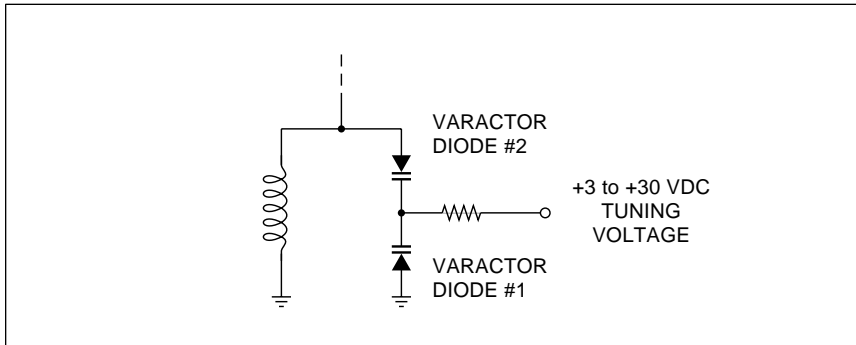 VARACTOR
DIODE #2
+3 to +30 VDC
TUNING
VOLTAGE
VARACTOR
DIODE #1